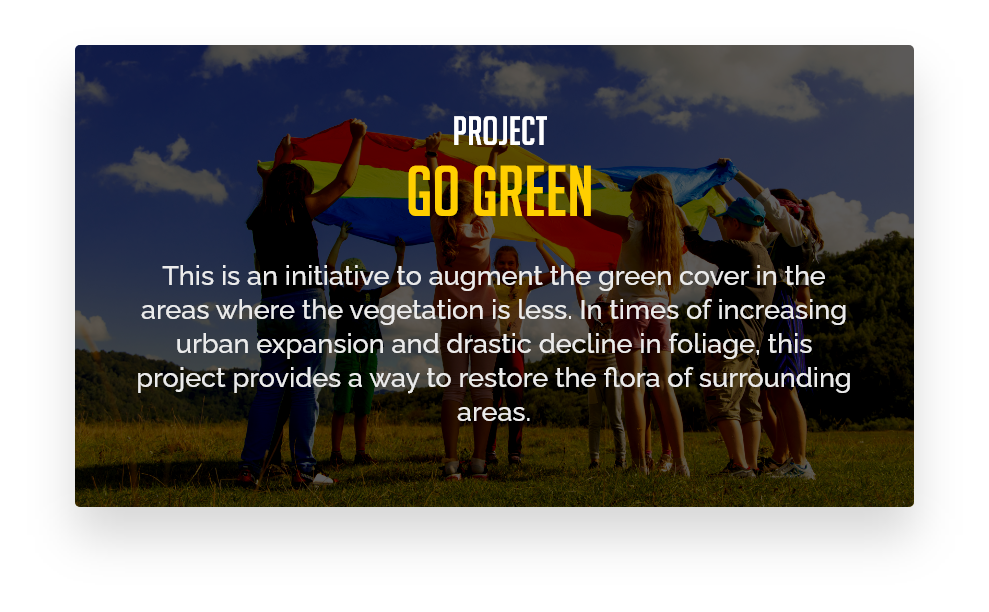 PROJECT
GO GREEN
This is an initiative to augment the green cover in the
areas where the vegetation is less. In times of increasing
urban expansion and drastic decline in foliage, this
project provides a way to restore the flora of surrounding
areas.